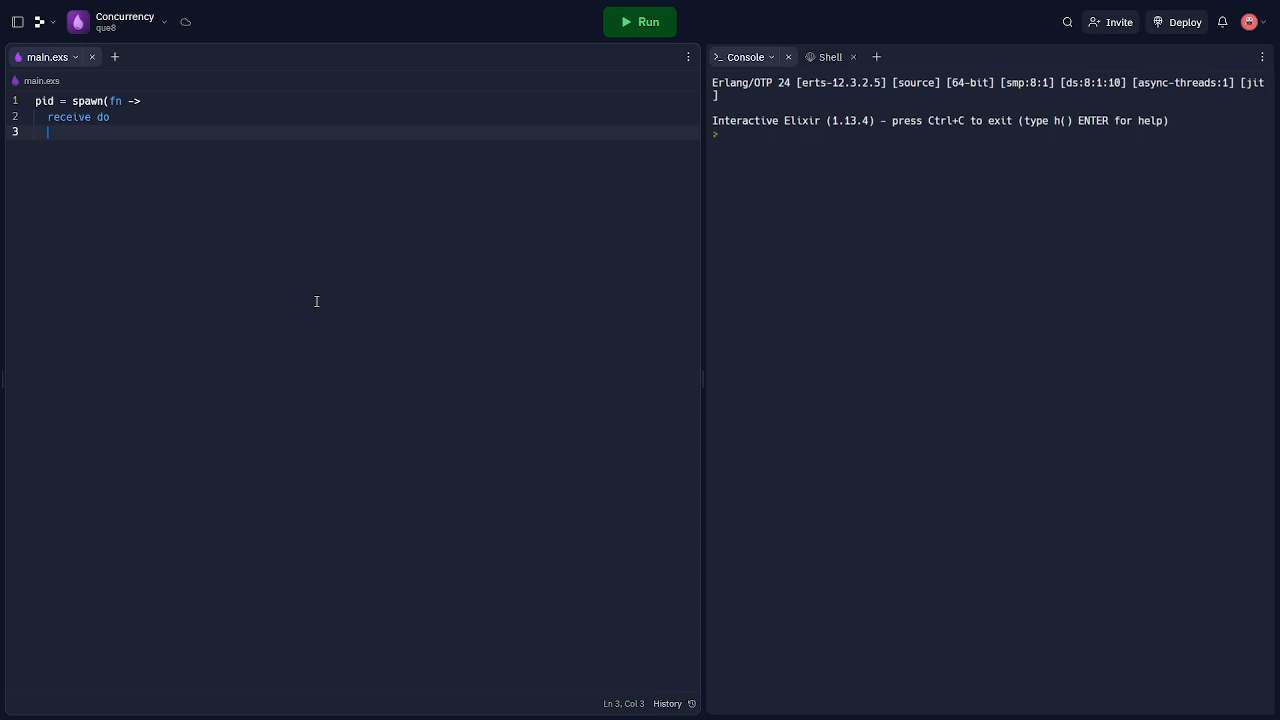 Concurrency
que8
Run
Invite
Deploy
main.exs
Console
Shell
main.exs
1 pid = spawn(fn ->
2 receive do
3
Erlang/OTP 24 [erts-12.3.2.5] [source] [64-bit] [smp:8:1] [ds:8:1:10] [async-threads:1] [jit
]
Interactive Elixir (1.13.4) - press Ctrl+C to exit (type h() ENTER for help)
>
Ln 3, Col 3 History